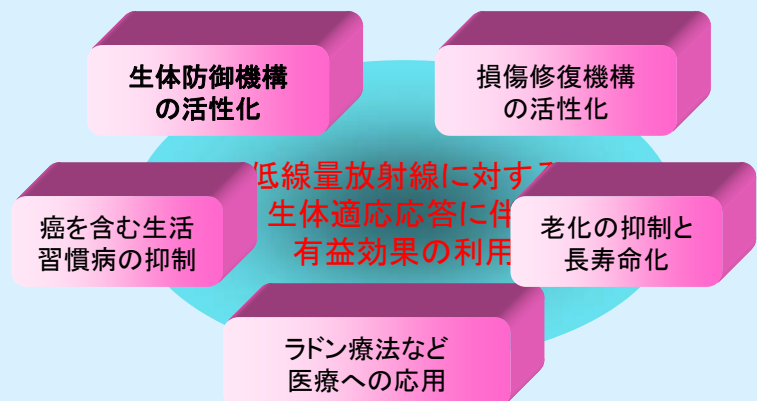 生体防御機構
の活性化
損傷修復機構
の活性化
低線量放射線に対する
生体適応応答に伴
有益効果の利用
癌を含む生活
習慣病の抑制
老化の抑制と
長寿命化
ラドン療法など
医療への応用